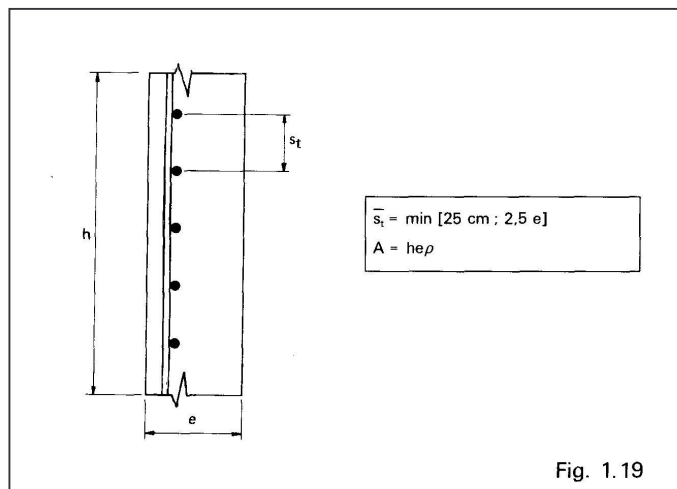 s_t
h
s̅_t = min [25 cm ; 2,5 e]
A = heρ
e
Fig. 1.19